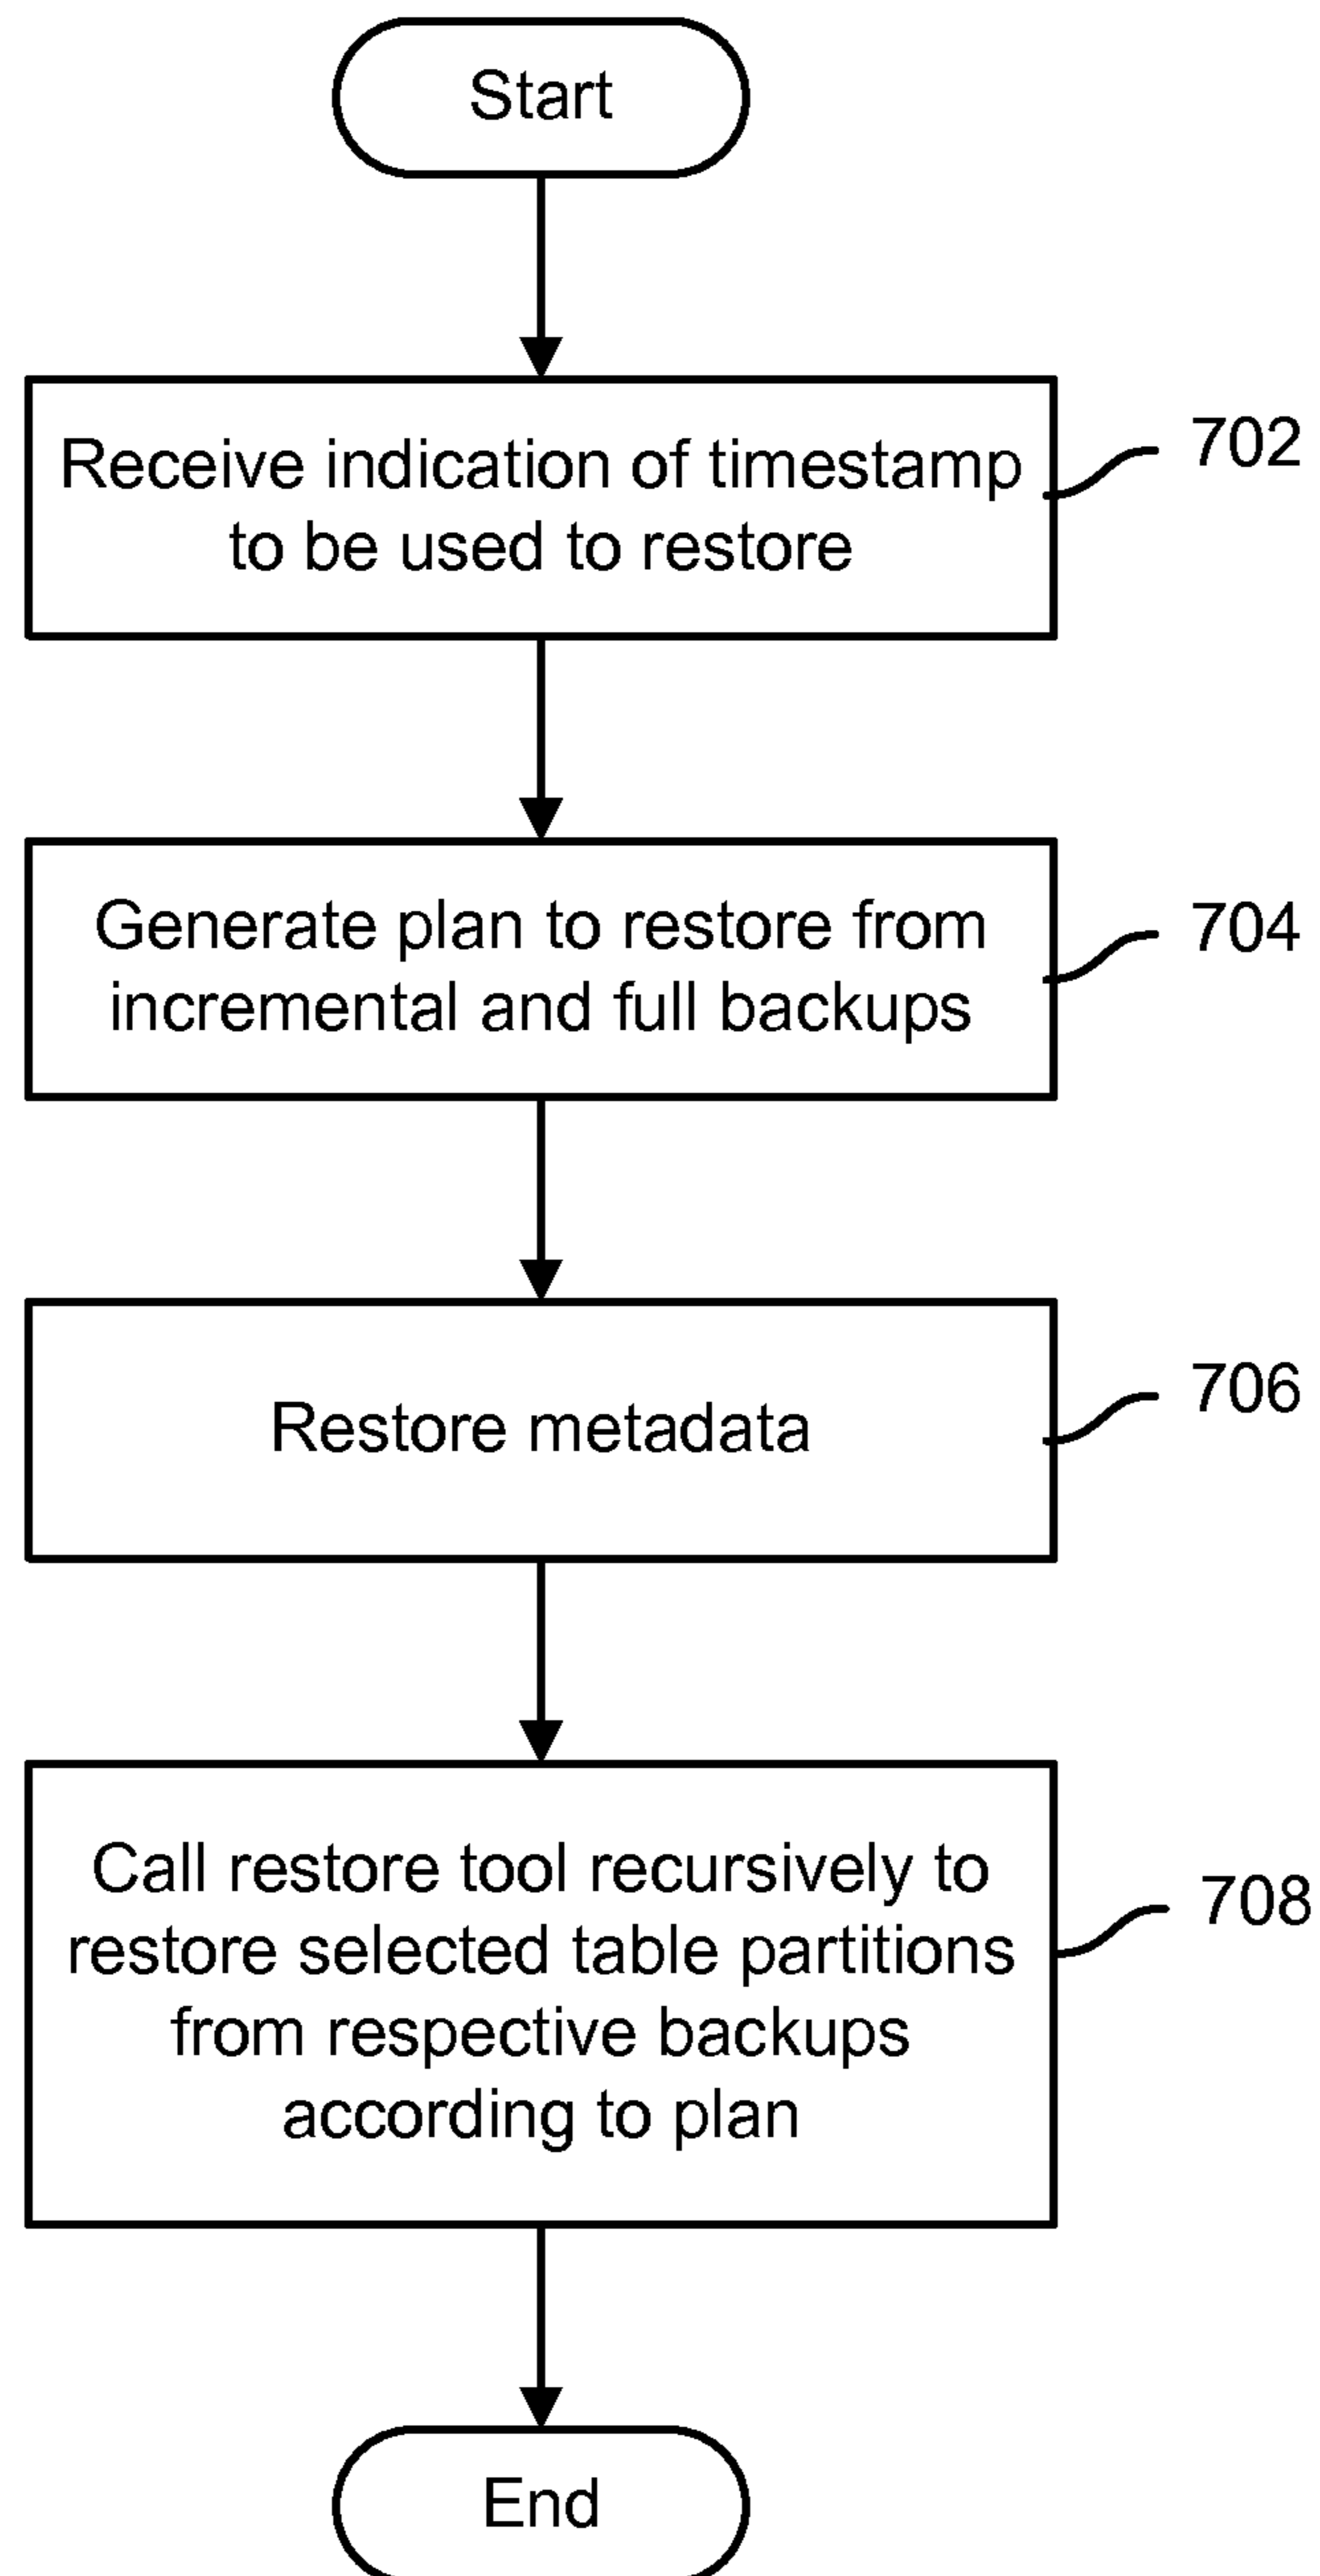 Start
Receive indication of timestamp
to be used to restore
702
Generate plan to restore from
incremental and full backups
704
Restore metadata
706
Call restore tool recursively to
restore selected table partitions
from respective backups
according to plan
708
End